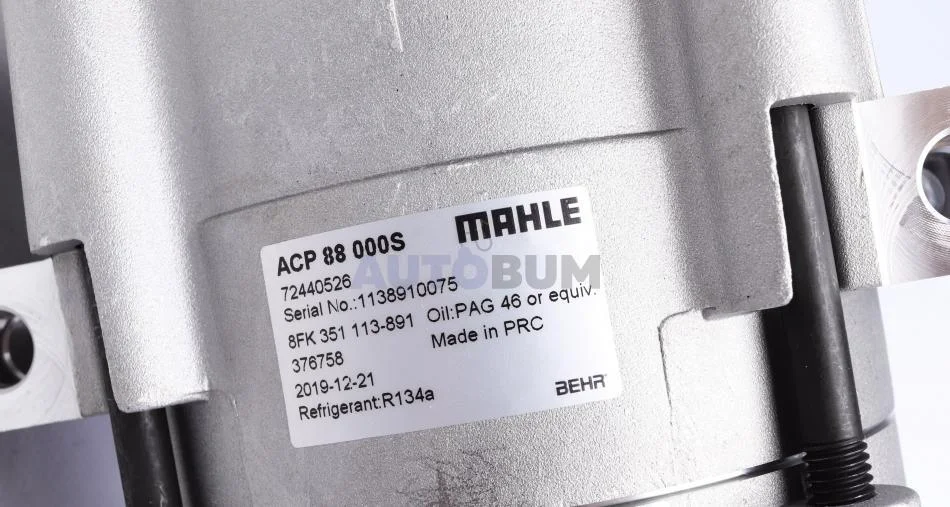 MAHLE
ACP 88 000S
72440526
Serial No.:1138910075
8FK 351 113-891 Oil:PAG 46 or equiv.
376758 Made in PRC
2019-12-21
Refrigerant:R134a
BEHR
AUTOBUM